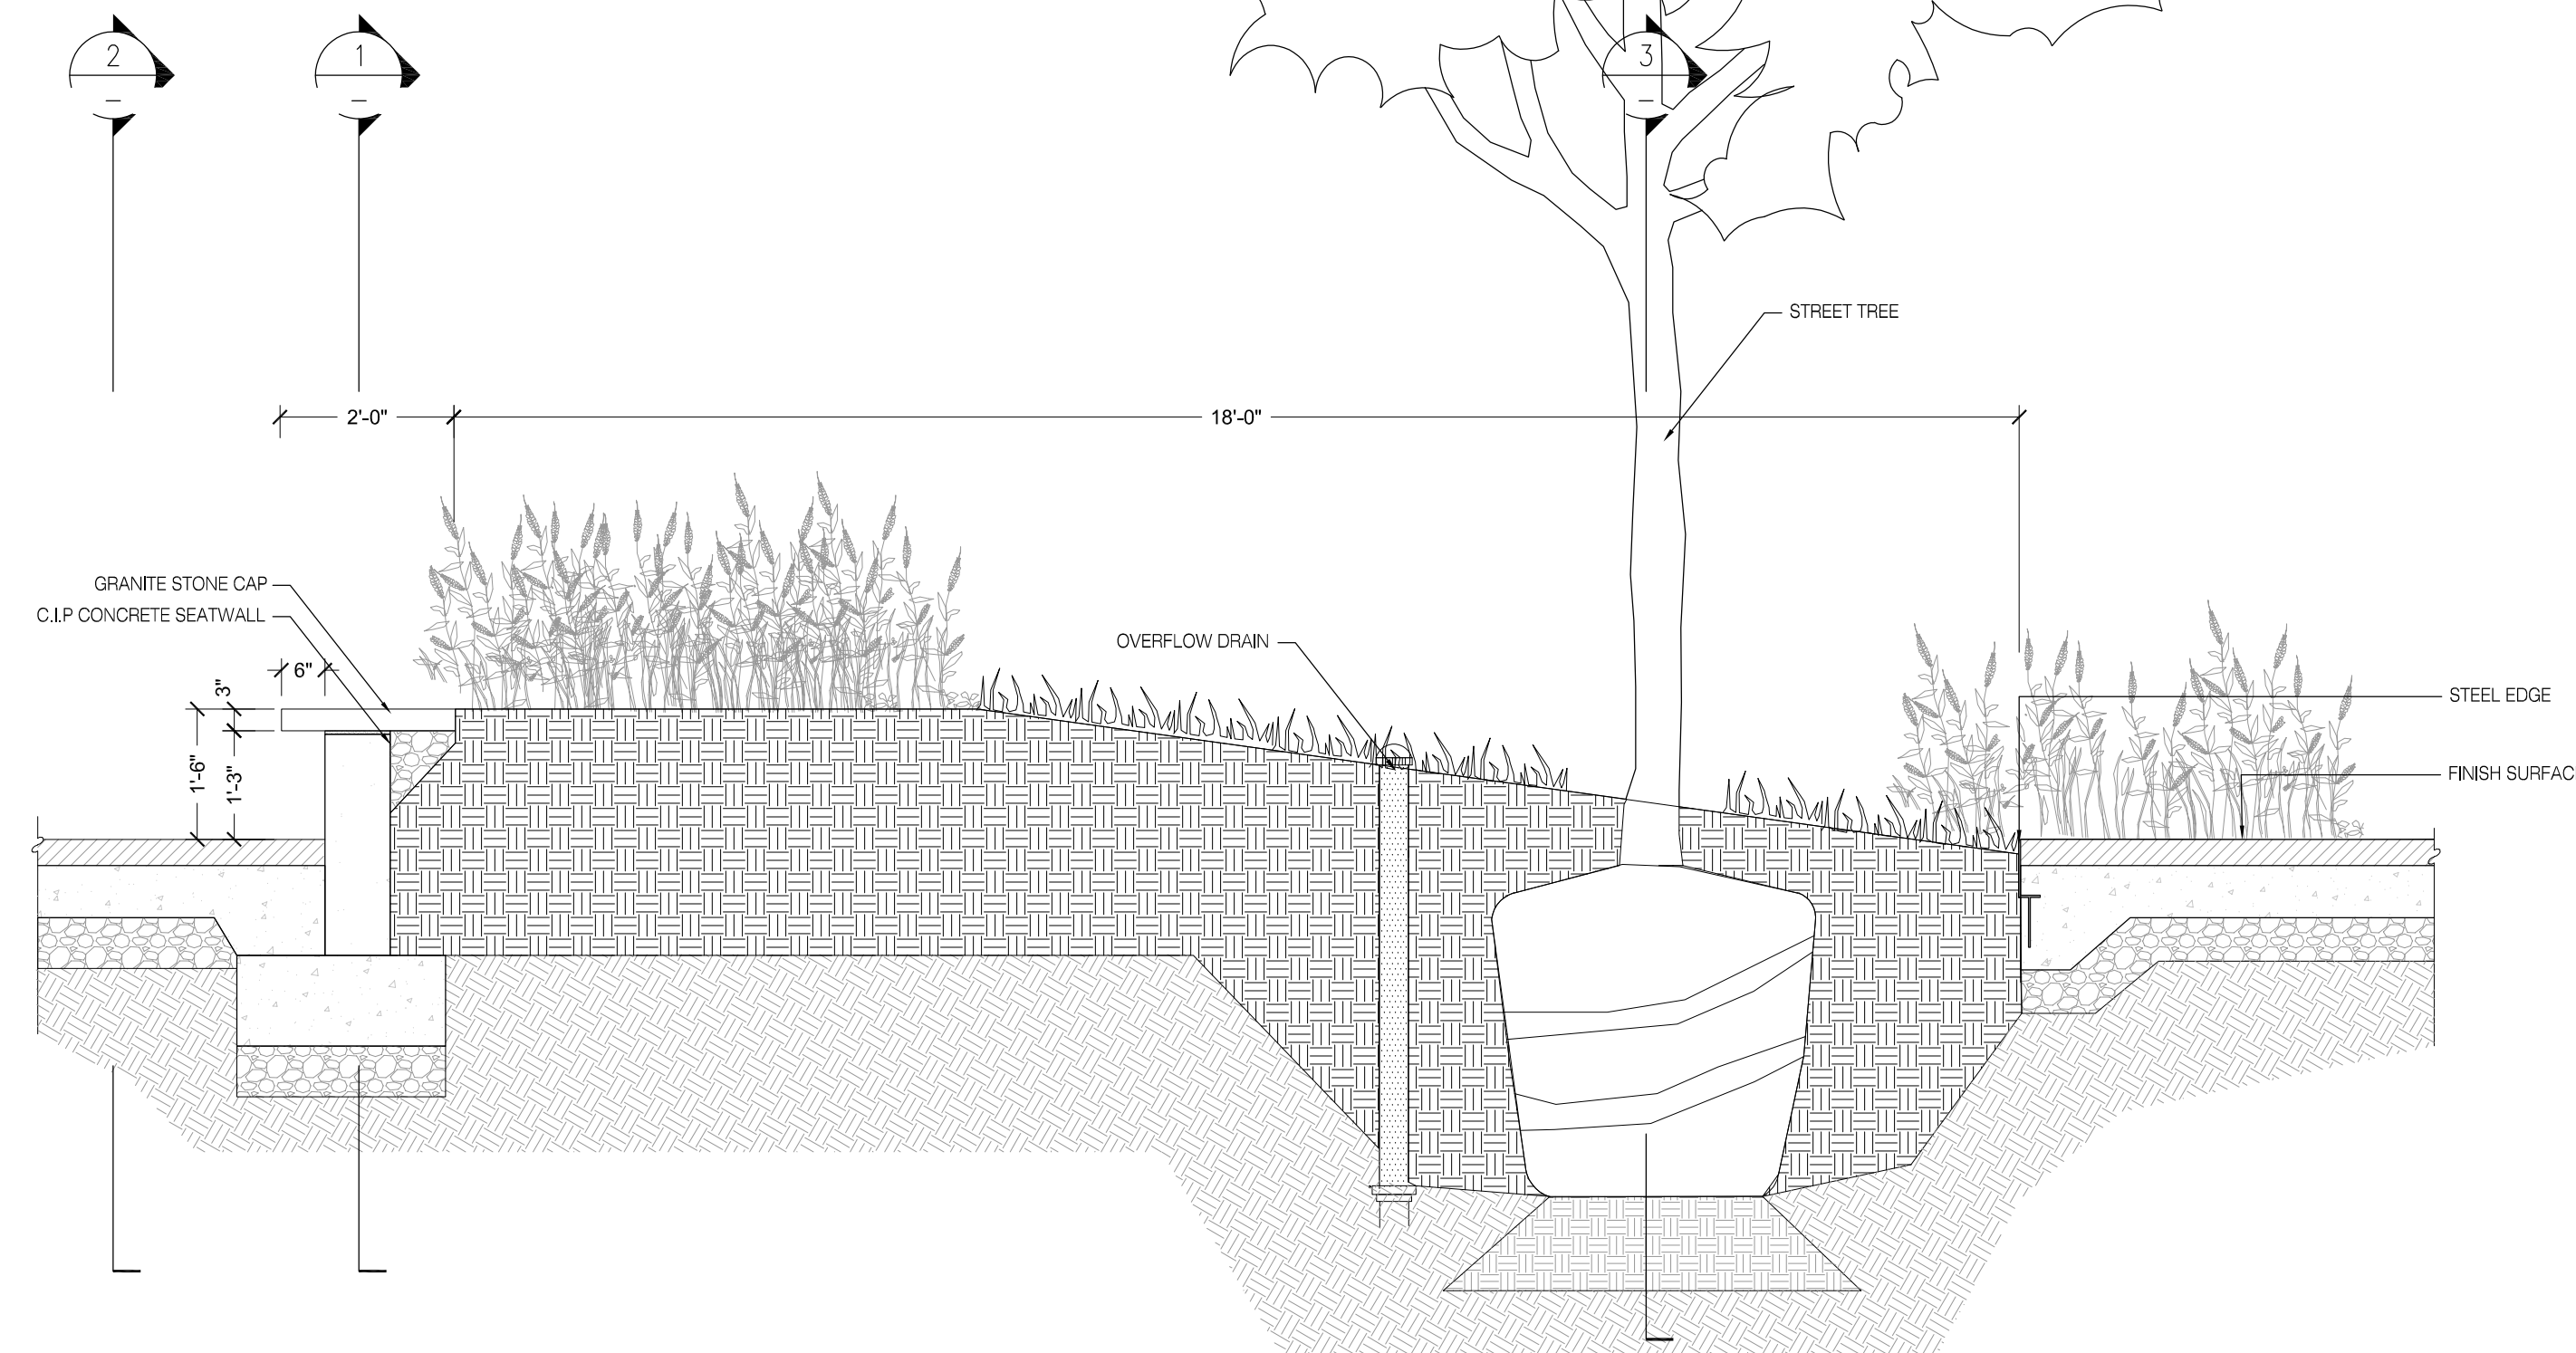 2
1
3
–
–
–
STREET TREE
2'-0"
18'-0"
GRANITE STONE CAP
C.I.P CONCRETE SEATWALL
OVERFLOW DRAIN
6"
3"
STEEL EDGE
1'-6"
1'-3"
FINISH SURFAC